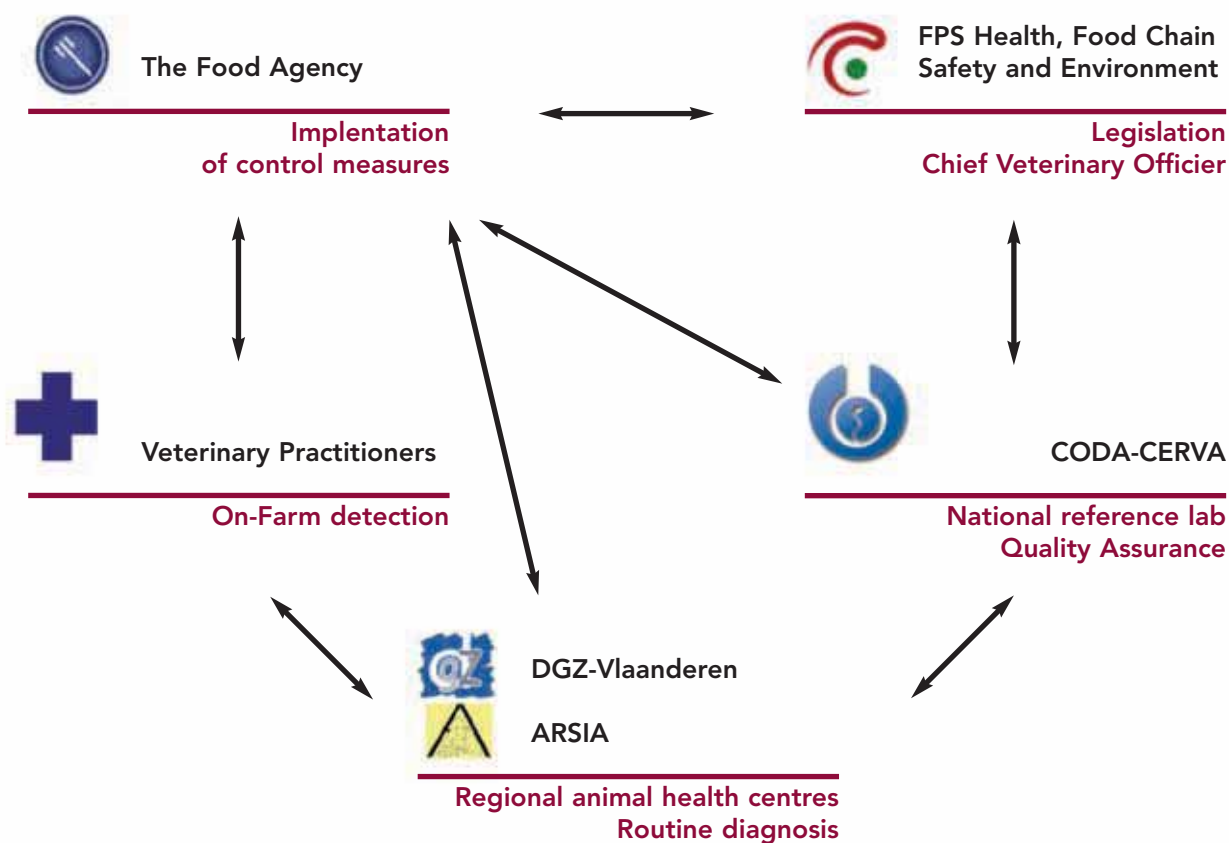 The Food Agency
Implentation
of control measures
FPS Health, Food Chain
Safety and Environment
Legislation
Chief Veterinary Officier
Veterinary Practitioners
On-Farm detection
CODA-CERVA
National reference lab
Quality Assurance
DGZ-Vlaanderen
ARSIA
Regional animal health centres
Routine diagnosis